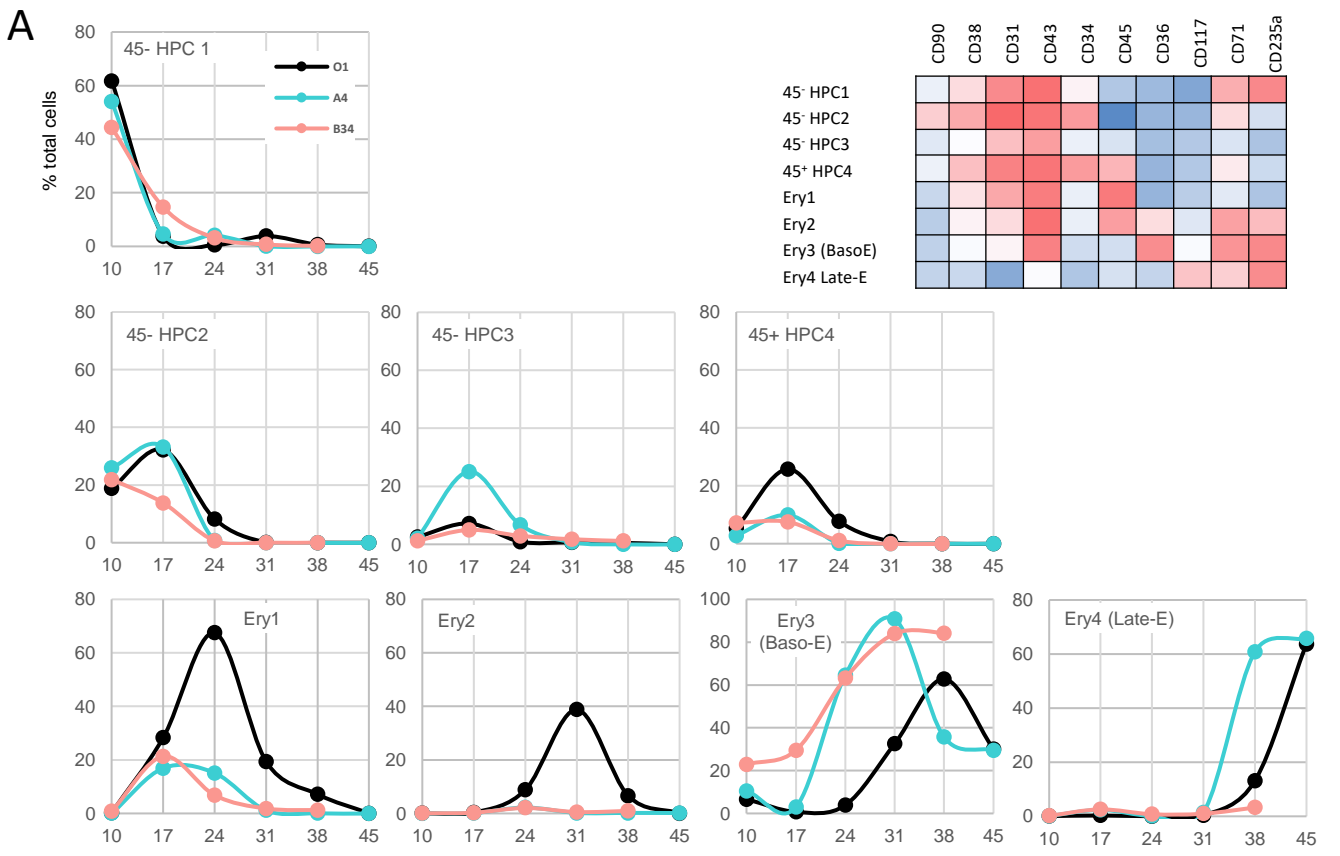 A
45- HPC 1
O1
A4
B34
% total cells
80
60
40
20
0
10 17 24 31 38 45
CD90 CD38 CD31 CD43 CD34 CD45 CD36 CD117 CD71 CD235a
45⁻ HPC1
45⁻ HPC2
45⁻ HPC3
45⁺ HPC4
Ery1
Ery2
Ery3 (BasoE)
Ery4 Late-E
45- HPC2
80
60
40
20
0
10 17 24 31 38 45
45- HPC3
80
60
40
20
0
10 17 24 31 38 45
45+ HPC4
80
60
40
20
0
10 17 24 31 38 45
Ery1
80
60
40
20
0
10 17 24 31 38 45
Ery2
80
60
40
20
0
10 17 24 31 38 45
Ery3
(Baso-E)
100
80
60
40
20
0
10 17 24 31 38 45
Ery4 (Late-E)
80
60
40
20
0
10 17 24 31 38 45